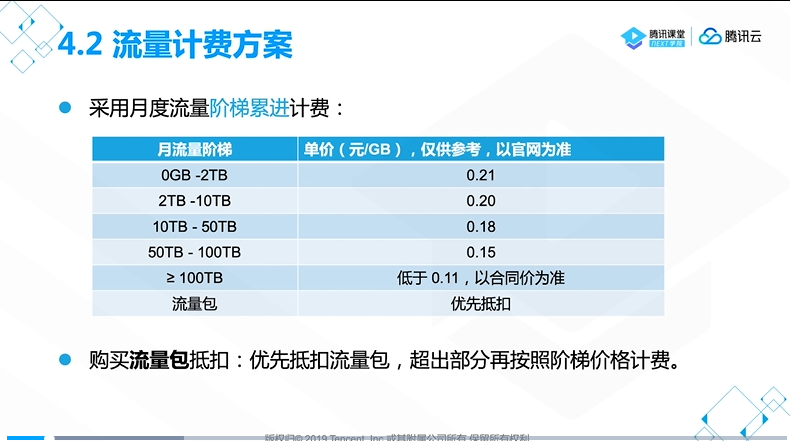 4.2 流量计费方案
腾讯课堂
NEXT学院
腾讯云
采用月度流量阶梯累进计费：
月流量阶梯 单价（元/GB），仅供参考，以官网为准
0GB -2TB 0.21
2TB -10TB 0.20
10TB - 50TB 0.18
50TB - 100TB 0.15
≥ 100TB 低于 0.11，以合同价为准
流量包 优先抵扣
购买流量包抵扣：优先抵扣流量包，超出部分再按照阶梯价格计费。
版权归© 2019 Tencent, Inc 或其附属公司所有 保留所有权利